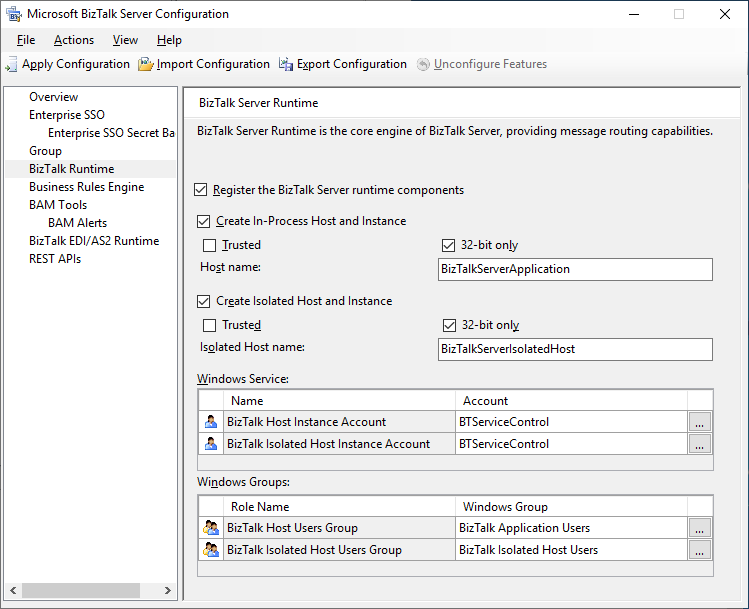 Microsoft BizTalk Server Configuration
File Actions View Help
Apply Configuration Import Configuration Export Configuration Unconfigure Features
Overview
Enterprise SSO
Enterprise SSO Secret Ba
Group
BizTalk Runtime
Business Rules Engine
BAM Tools
BAM Alerts
BizTalk EDI/AS2 Runtime
REST APIs
BizTalk Server Runtime
BizTalk Server Runtime is the core engine of BizTalk Server, providing message routing capabilities.
Register the BizTalk Server runtime components
Create In-Process Host and Instance
Trusted 32-bit only
Host name: BizTalkServerApplication
Create Isolated Host and Instance
Trusted 32-bit only
Isolated Host name: BizTalkServerIsolatedHost
Windows Service:
Name Account
BizTalk Host Instance Account BTServiceControl ...
BizTalk Isolated Host Instance Account BTServiceControl ...
Windows Groups:
Role Name Windows Group
BizTalk Host Users Group BizTalk Application Users ...
BizTalk Isolated Host Users Group BizTalk Isolated Host Users ...